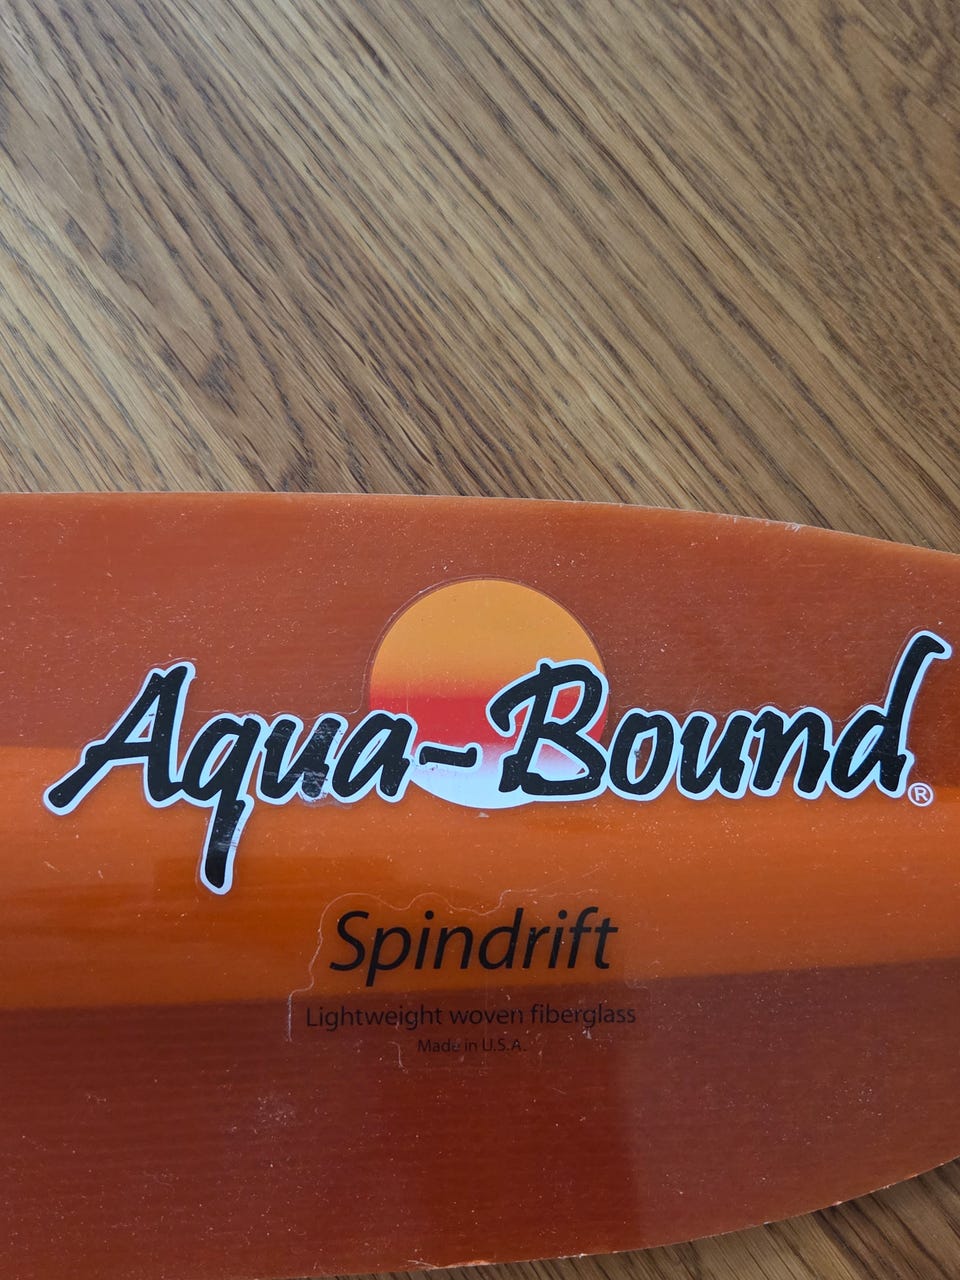 Aqua-Bound®
Spindrift
Lightweight woven fiberglass
Made in U.S.A.